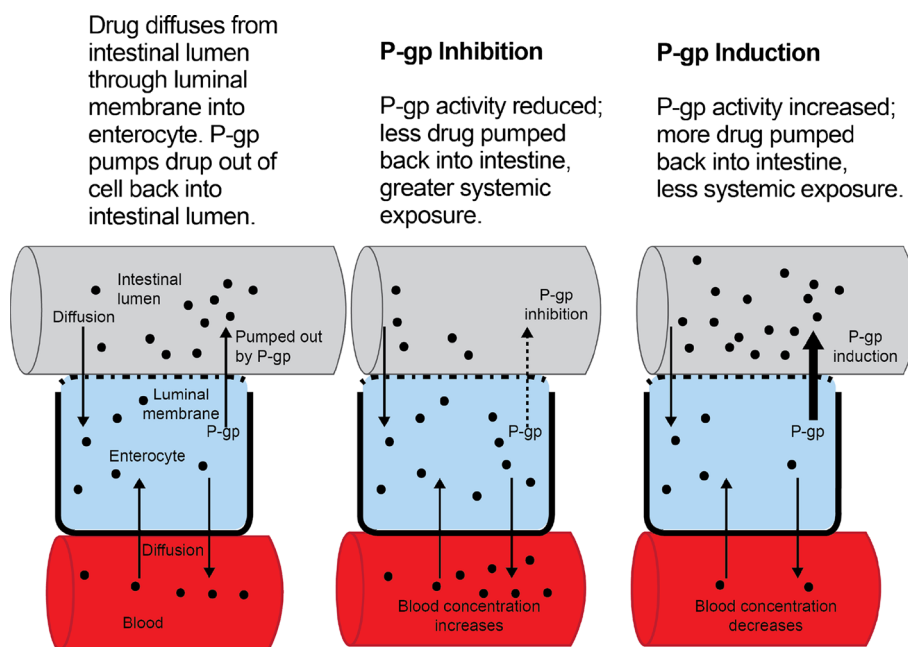 Drug diffuses from
intestinal lumen
through luminal
membrane into
enterocyte. P-gp
pumps drup out of
cell back into
intestinal lumen.
P-gp Inhibition
P-gp activity reduced;
less drug pumped
back into intestine,
greater systemic
exposure.
P-gp Induction
P-gp activity increased;
more drug pumped
back into intestine,
less systemic exposure.
Intestinal
lumen
Diffusion
Pumped out
by P-gp
Luminal
membrane
P-gp
Enterocyte
Diffusion
Blood
P-gp
inhibition
P-gp
Blood concentration
increases
P-gp
induction
P-gp
Blood concentration
decreases